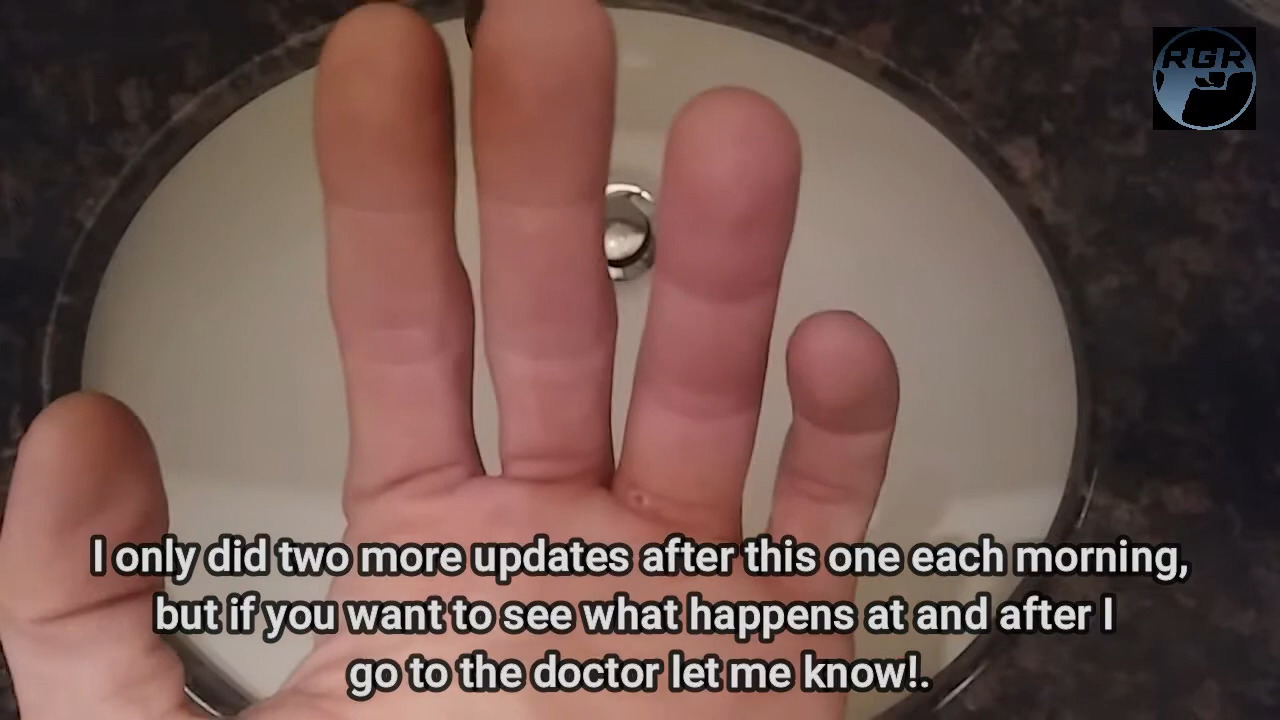 RGR
I only did two more updates after this one each morning,
but if you want to see what happens at and after I
go to the doctor let me know!.